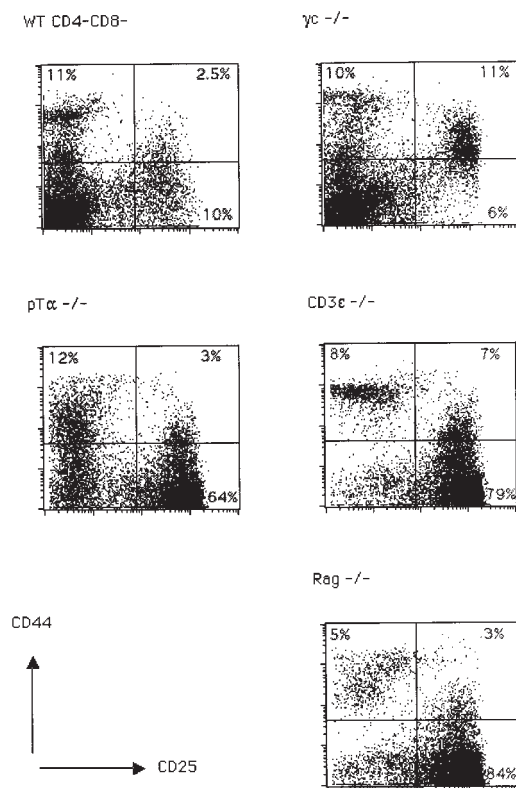 WT CD4-CD8-
γc -/-
11%
2.5%
10%
10%
11%
6%
pTα -/-
CD3ε -/-
12%
3%
64%
8%
7%
79%
Rag -/-
CD44
5%
3%
84%
CD25